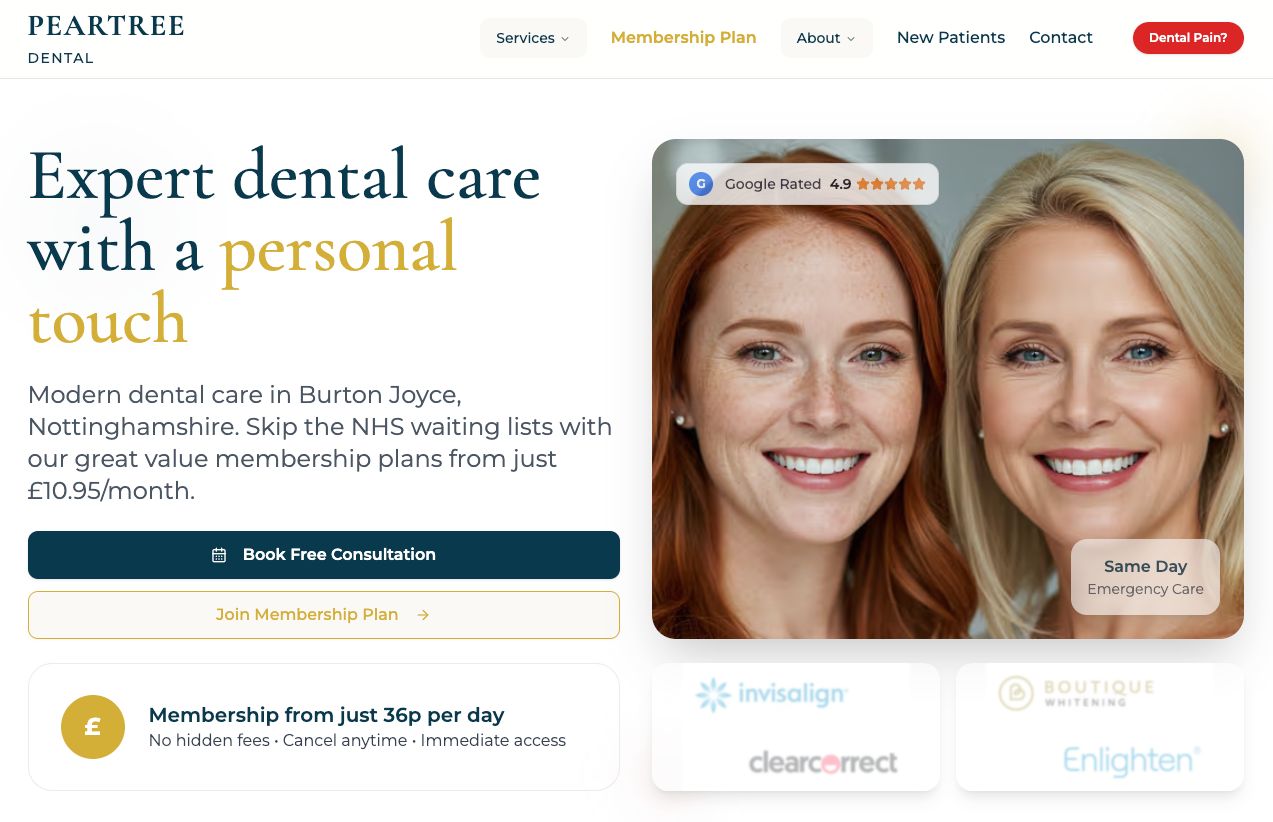 PEARTREE
DENTAL
Services
Membership Plan
About
New Patients
Contact
Dental Pain?
Expert dental care
with a personal
touch
Modern dental care in Burton Joyce,
Nottinghamshire. Skip the NHS waiting lists with
our great value membership plans from just
£10.95/month.
Book Free Consultation
Join Membership Plan →
£
Membership from just 36p per day
No hidden fees • Cancel anytime • Immediate access
G Google Rated 4.9 ★★★★★
Same Day
Emergency Care
invisalign
clearcorrect
B BOUTIQUE
WHITENING
Enlighten®